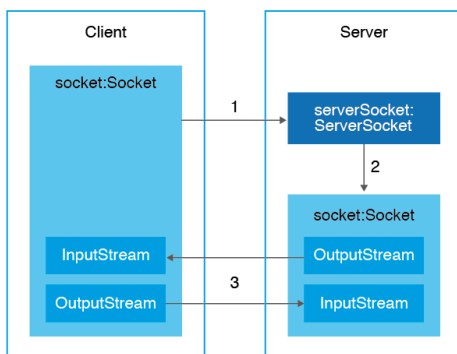 Client
Server
socket:Socket
1
serverSocket:
ServerSocket
2
socket:Socket
InputStream
OutputStream
OutputStream
3
InputStream